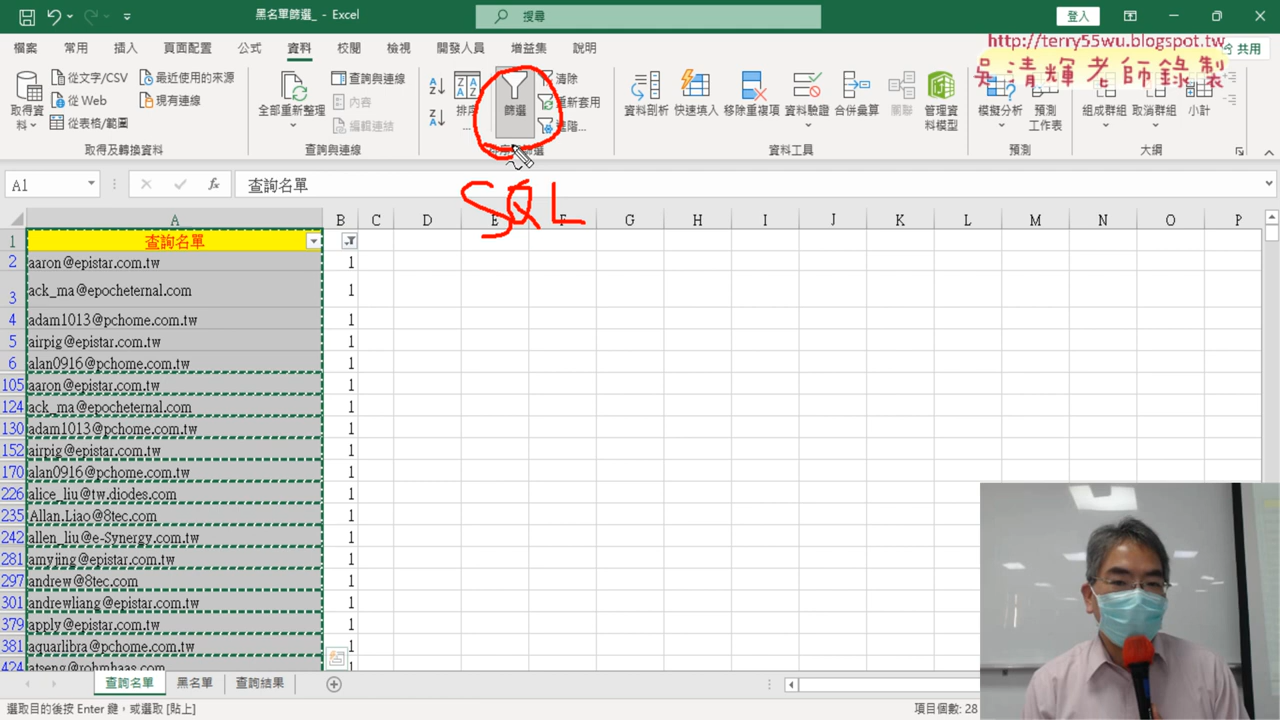 黑名單篩選_ - Excel
搜尋
登入
檔案 常用 插入 頁面配置 公式 資料 校閱 檢視 開發人員 增益集 說明
共用
http://terry55wu.blogspot.tw
吳清輝老師錄製
取得資料
從文字/CSV
從 Web
從表格/範圍
最近使用的來源
現有連線
取得及轉換資料
全部重新整理
查詢與連線
內容
編輯連結
查詢與連線
篩選
清除
重新套用
資料剖析 快速填入 移除重複項 資料驗證 合併彙算 關聯 管理資料模型
資料工具
模擬分析 預測工作表
預測
組成群組 取消群組 小計
大綱
SQL
A1
fx
查詢名單
A B C D E F G H I J K L M N O P
1 查詢名單
2 aaron@epistar.com.tw 1
3 ack_ma@epocheternal.com 1
4 adam1013@pchome.com.tw 1
5 airpig@epistar.com.tw 1
6 alan0916@pchome.com.tw 1
105 aaron@epistar.com.tw 1
124 ack_ma@epocheternal.com 1
130 adam1013@pchome.com.tw 1
152 airpig@epistar.com.tw 1
170 alan0916@pchome.com.tw 1
226 alice_liu@tw.diodes.com 1
235 Allan.Liao@8tec.com 1
242 allen_liu@e-Synergy.com.tw 1
281 amyjing@epistar.com.tw 1
297 andrew@8tec.com 1
301 andrewliang@epistar.com.tw 1
379 apply@epistar.com.tw 1
381 aquarlibra@pchome.com.tw 1
424 atseng@rohmhaas.com 1
查詢名單 黑名單 查詢結果
選取目的後按 Enter 鍵，或選取 [貼上]
項目個數: 28